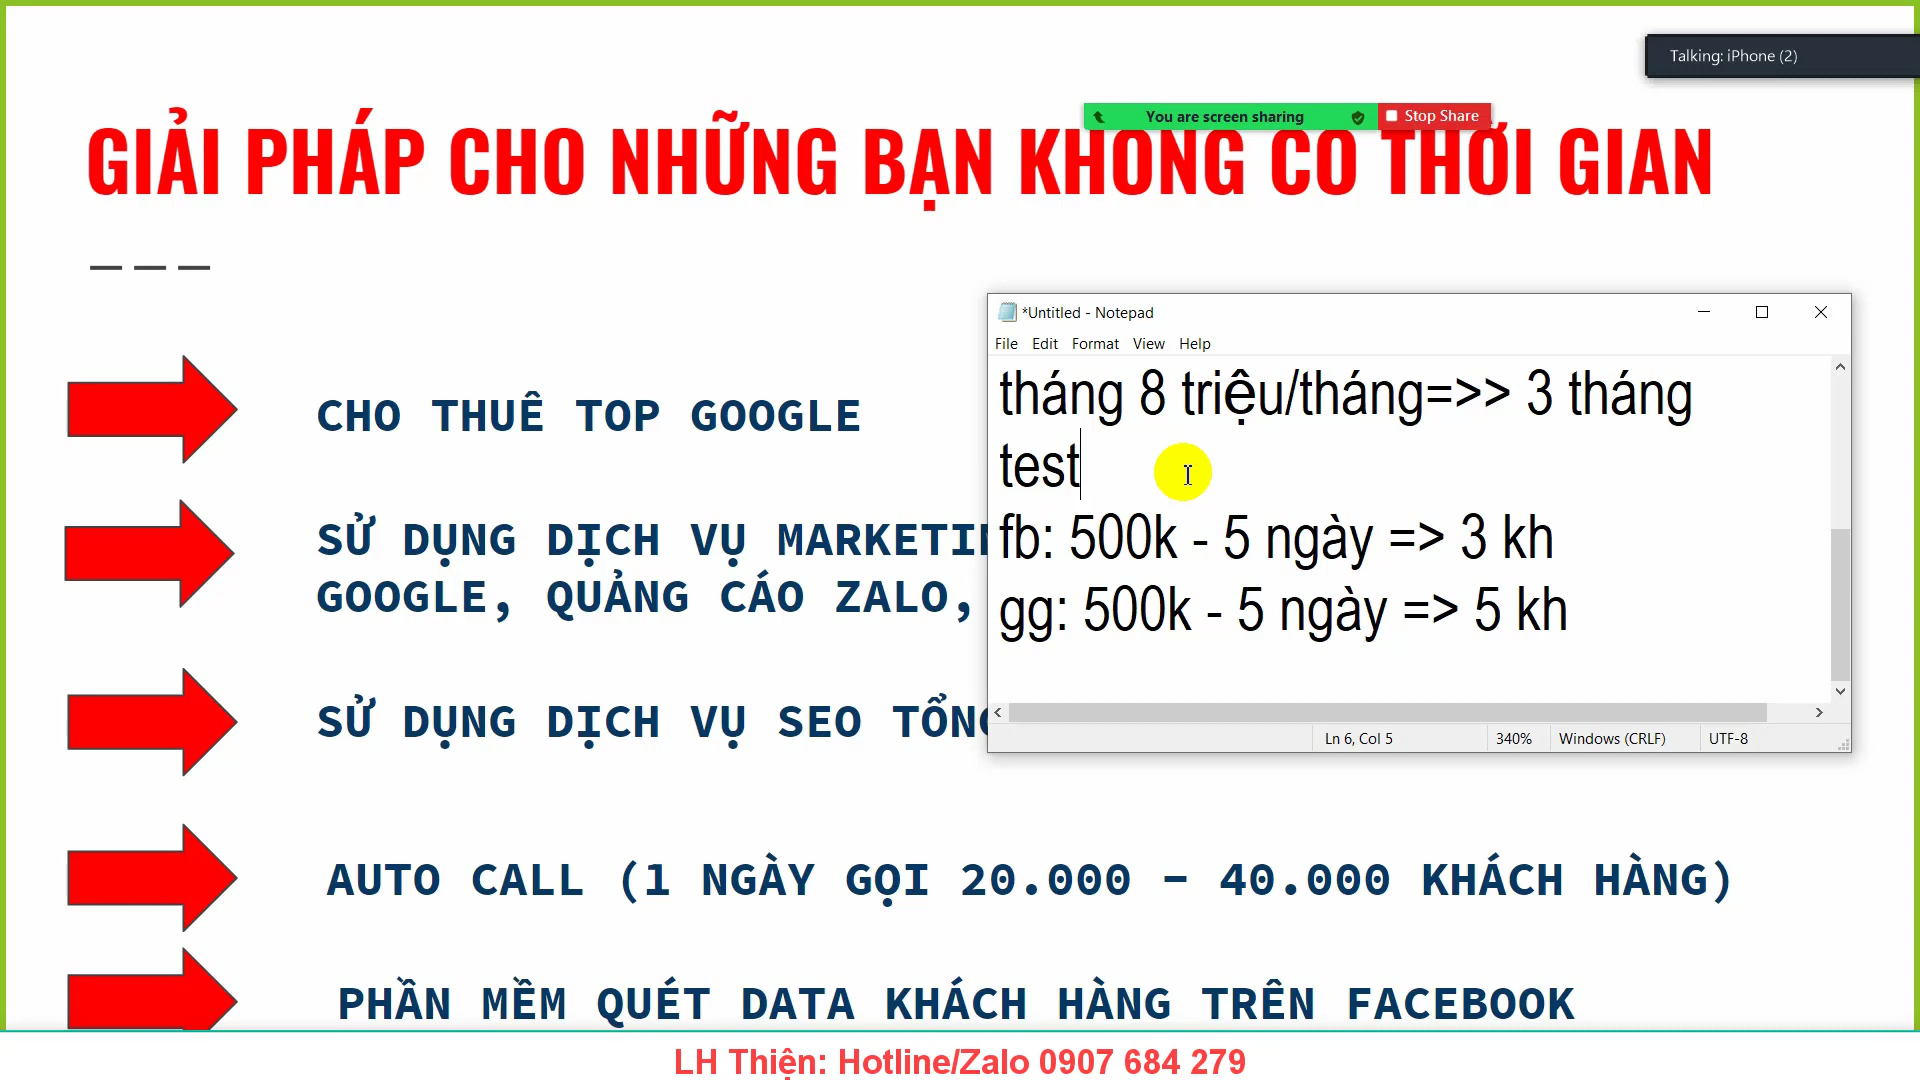 Talking: iPhone (2)
You are screen sharing
Stop Share
GIẢI PHÁP CHO NHỮNG BẠN KHÔNG CÓ THỜI GIAN
CHO THUÊ TOP GOOGLE
SỬ DỤNG DỊCH VỤ
GOOGLE, QUẢNG CÁO ZALO,
SỬ DỤNG DỊCH VỤ SEO
AUTO CALL (1 NGÀY GỌI 20.000 - 40.000 KHÁCH HÀNG)
PHẦN MỀM QUÉT DATA KHÁCH HÀNG TRÊN FACEBOOK
*Untitled - Notepad
File Edit Format View Help
tháng 8 triệu/tháng=>> 3 tháng
test
fb: 500k - 5 ngày => 3 kh
gg: 500k - 5 ngày => 5 kh
Ln 6, Col 5 340% Windows (CRLF) UTF-8
LH Thiện: Hotline/Zalo 0907 684 279